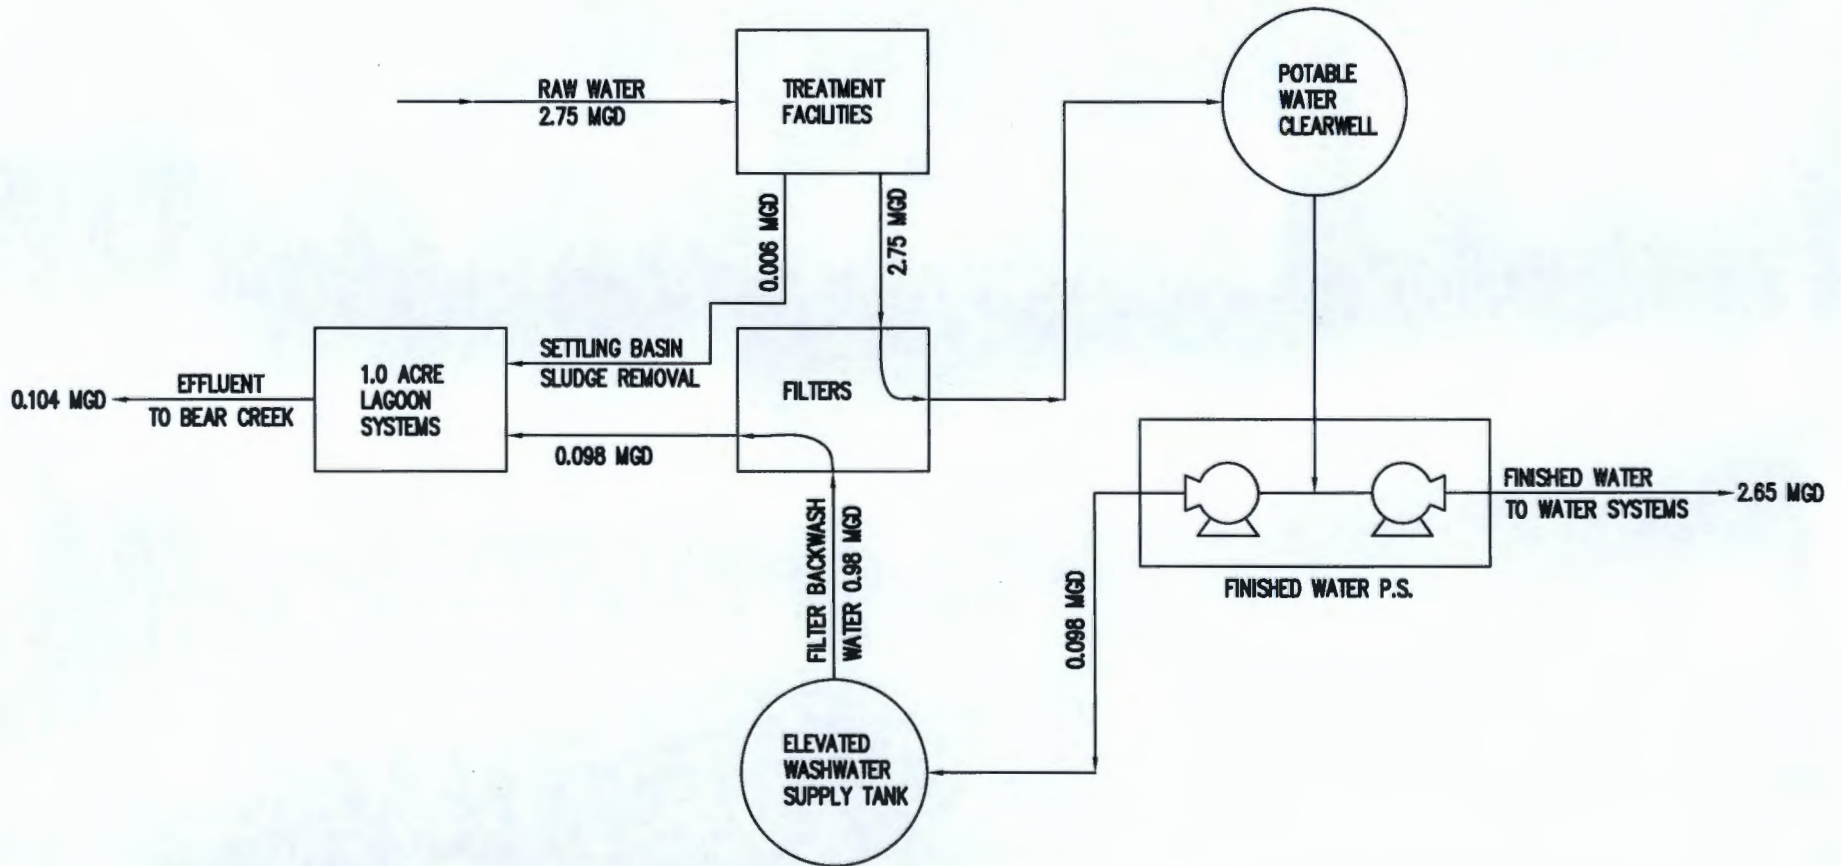 RAW WATER
2.75 MGD
TREATMENT
FACILITIES
POTABLE
WATER
CLEARWELL
0.006 MGD
2.75 MGD
SETTLING BASIN
SLUDGE REMOVAL
0.104 MGD
EFFLUENT
TO BEAR CREEK
1.0 ACRE
LAGOON
SYSTEMS
FILTERS
0.098 MGD
FILTER BACKWASH
WATER 0.98 MGD
FINISHED WATER
TO WATER SYSTEMS
2.65 MGD
FINISHED WATER P.S.
0.098 MGD
ELEVATED
WASHWATER
SUPPLY TANK